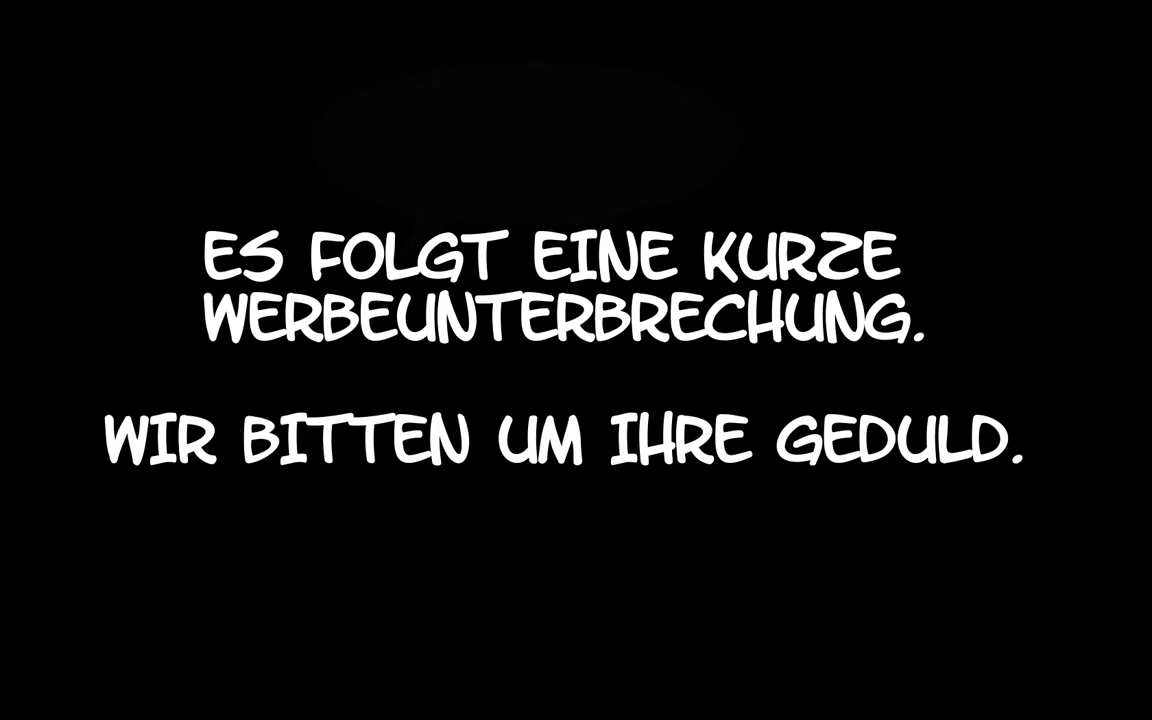 ES FOLGT EINE KURZE
WERBEUNTERBRECHUNG.
WIR BITTEN UM IHRE GEDULD.